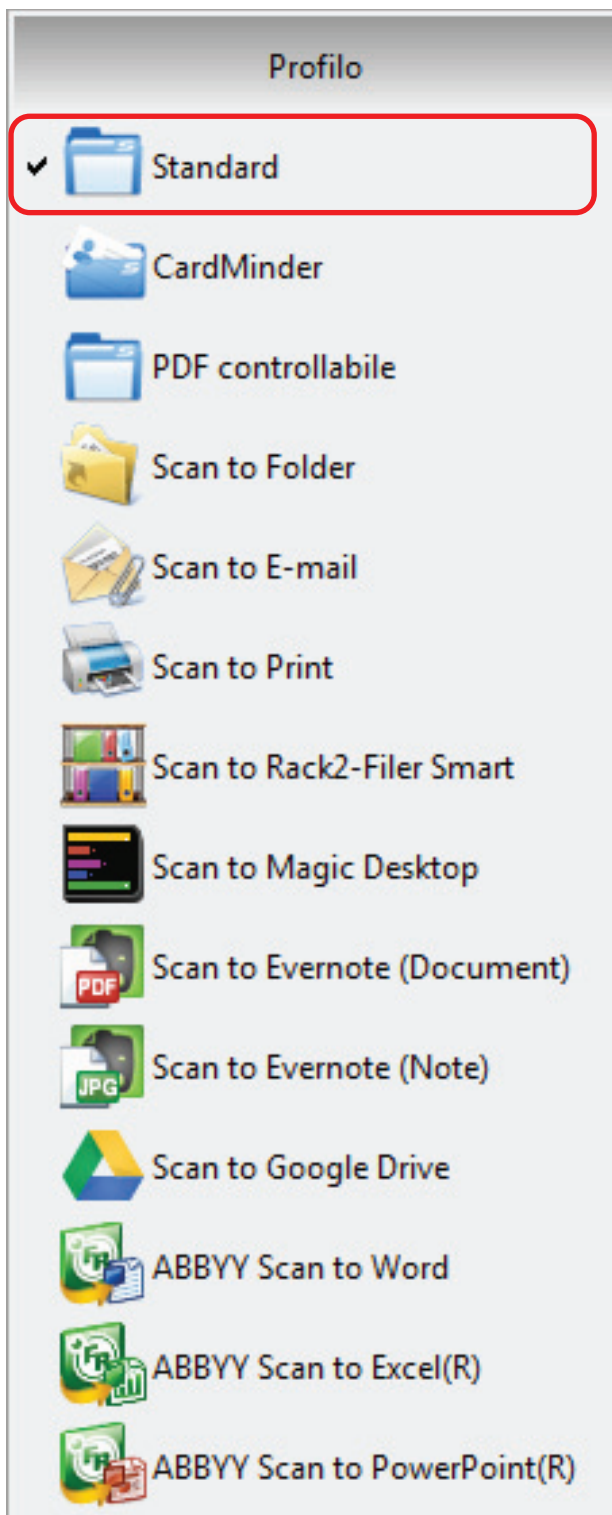 Profilo
Standard
CardMinder
PDF controllabile
Scan to Folder
Scan to E-mail
Scan to Print
Scan to Rack2-Filer Smart
Scan to Magic Desktop
PDF
Scan to Evernote (Document)
JPG
Scan to Evernote (Note)
Scan to Google Drive
ABBYY Scan to Word
ABBYY Scan to Excel(R)
ABBYY Scan to PowerPoint(R)